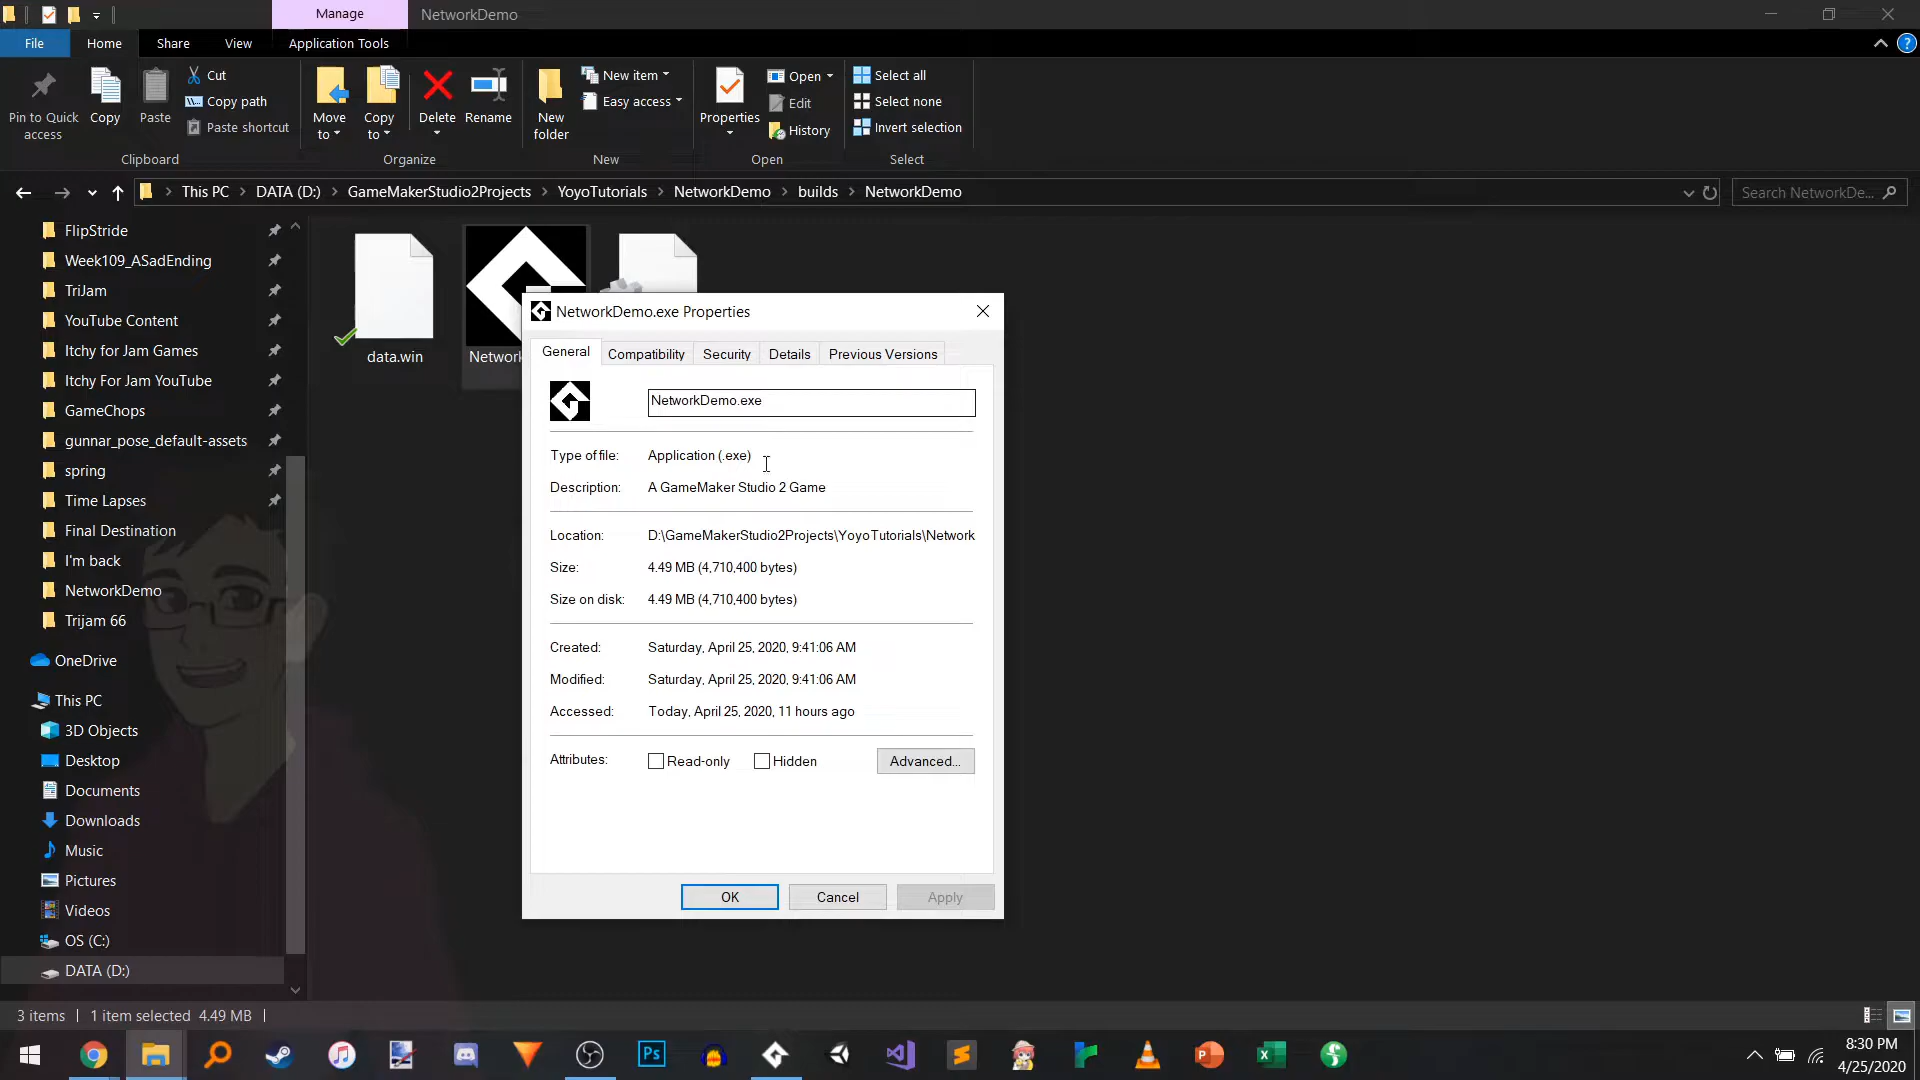 Manage
NetworkDemo
File
Home
Share
View
Application Tools
Pin to Quick access
Copy
Paste
Cut
Copy path
Paste shortcut
Clipboard
Move to
Copy to
Delete
Rename
Organize
New folder
New item
Easy access
New
Properties
Open
Edit
History
Open
Select all
Select none
Invert selection
Select
This PC > DATA (D:) > GameMakerStudio2Projects > YoyoTutorials > NetworkDemo > builds > NetworkDemo
Search NetworkDe...
FlipStride
Week109_ASadEnding
TriJam
YouTube Content
Itchy for Jam Games
Itchy For Jam YouTube
GameChops
gunnar_pose_default-assets
spring
Time Lapses
Final Destination
I'm back
NetworkDemo
Trijam 66
OneDrive
This PC
3D Objects
Desktop
Documents
Downloads
Music
Pictures
Videos
OS (C:)
DATA (D:)
data.win
Network
NetworkDemo.exe Properties
General
Compatibility
Security
Details
Previous Versions
NetworkDemo.exe
Type of file: Application (.exe)
Description: A GameMaker Studio 2 Game
Location: D:\GameMakerStudio2Projects\YoyoTutorials\Network
Size: 4.49 MB (4,710,400 bytes)
Size on disk: 4.49 MB (4,710,400 bytes)
Created: Saturday, April 25, 2020, 9:41:06 AM
Modified: Saturday, April 25, 2020, 9:41:06 AM
Accessed: Today, April 25, 2020, 11 hours ago
Attributes: Read-only Hidden Advanced...
OK Cancel Apply
3 items 1 item selected 4.49 MB
Ps
8:30 PM
4/25/2020